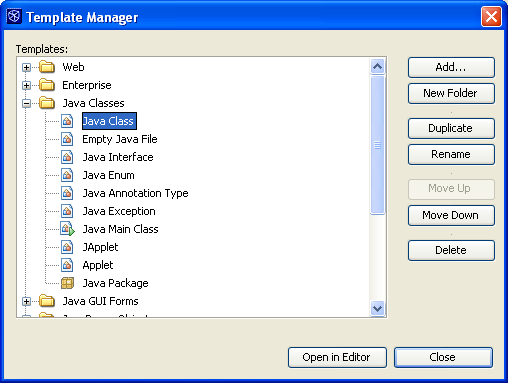 Template Manager
Templates:
Web
Enterprise
Java Classes
Java Class
Empty Java File
Java Interface
Java Enum
Java Annotation Type
Java Exception
Java Main Class
JApplet
Applet
Java Package
Java GUI Forms
Add...
New Folder
Duplicate
Rename
Move Up
Move Down
Delete
Open in Editor
Close